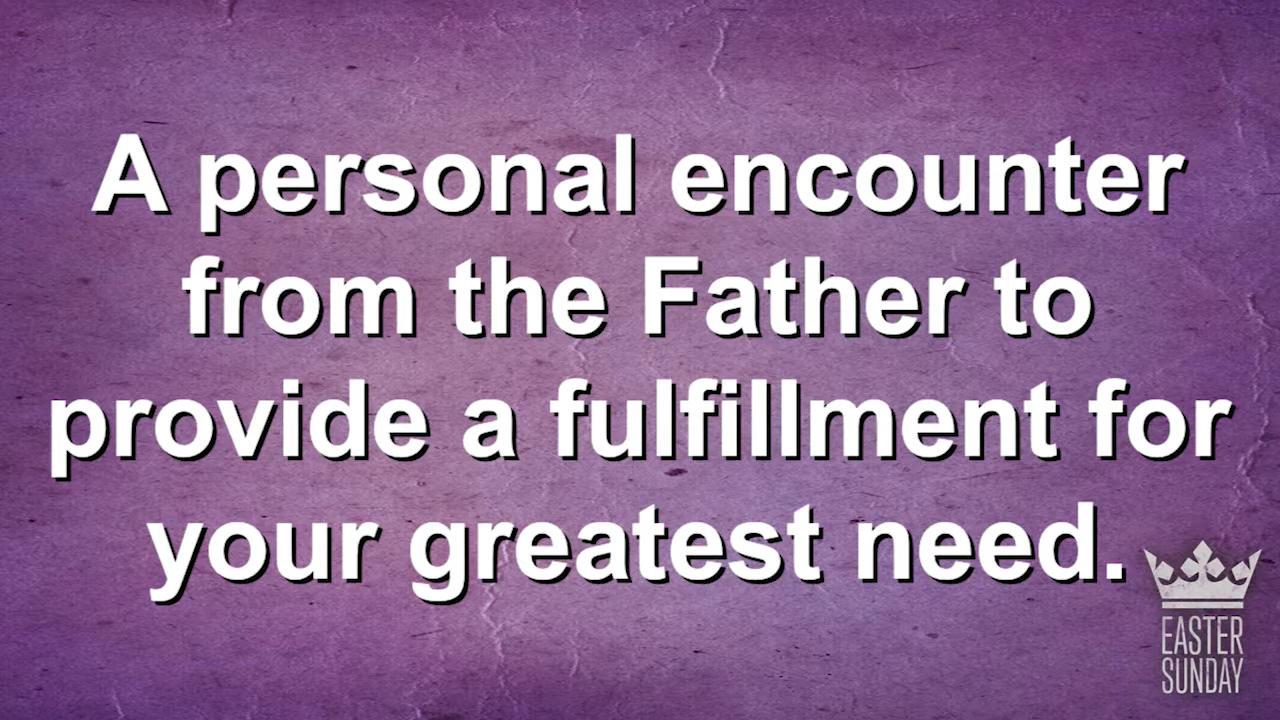 A personal encounter
from the Father to
provide a fulfillment for
your greatest need.
EASTER
SUNDAY